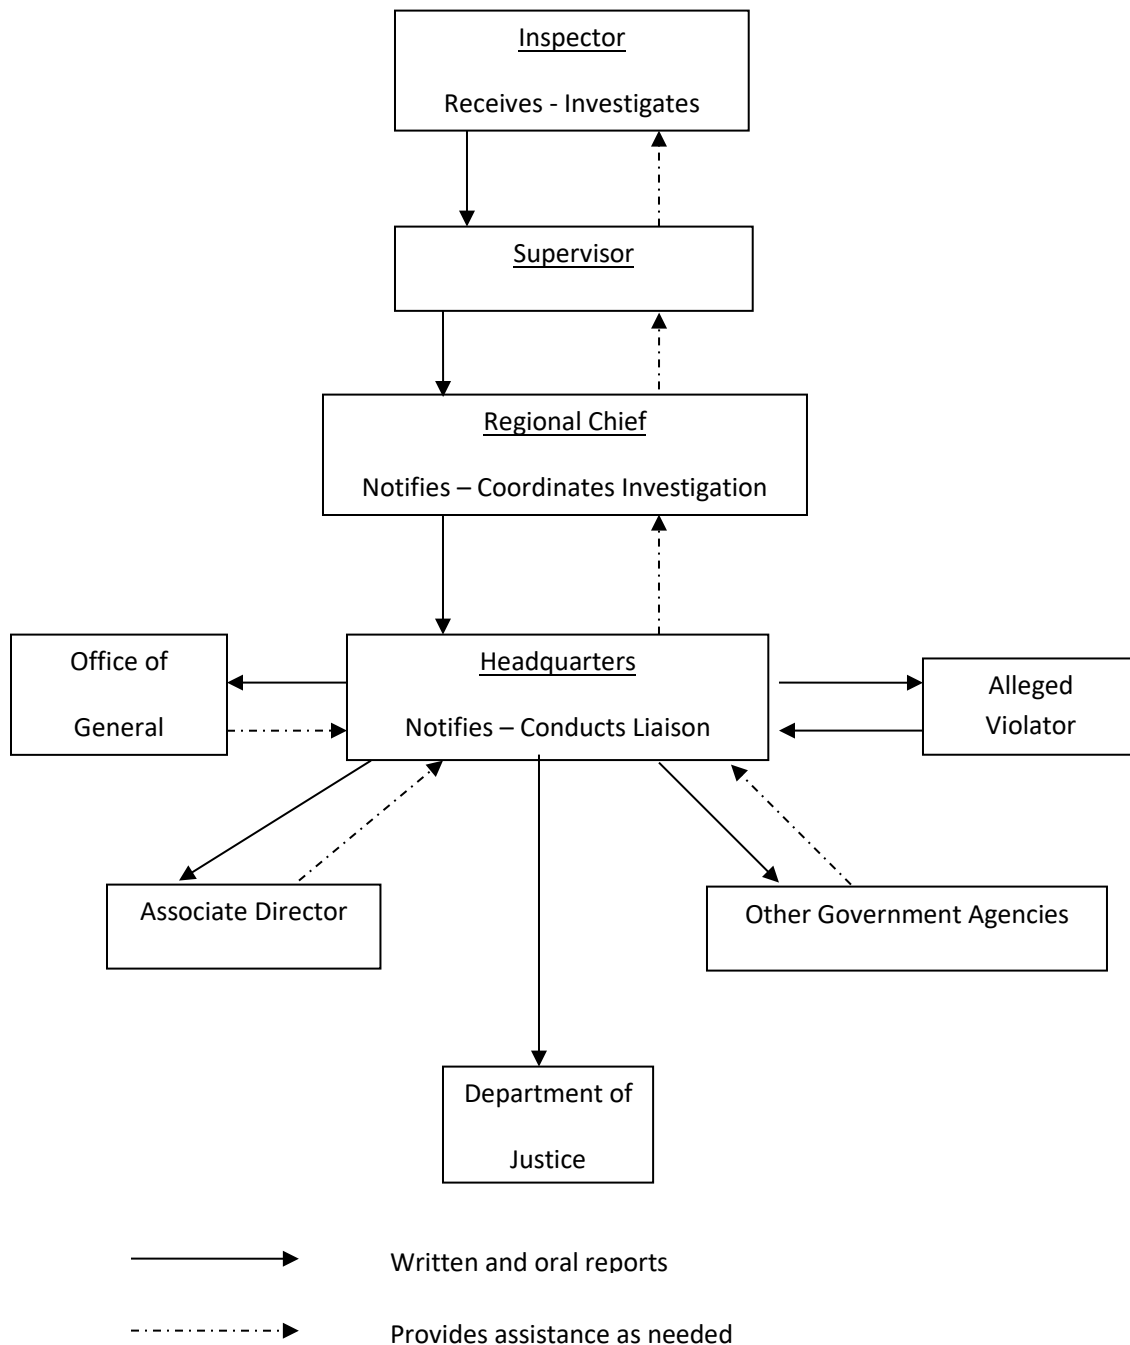 Inspector
Receives - Investigates
Supervisor
Regional Chief
Notifies – Coordinates Investigation
Office of
General
Headquarters
Notifies – Conducts Liaison
Alleged
Violator
Associate Director
Other Government Agencies
Department of
Justice
Written and oral reports
Provides assistance as needed